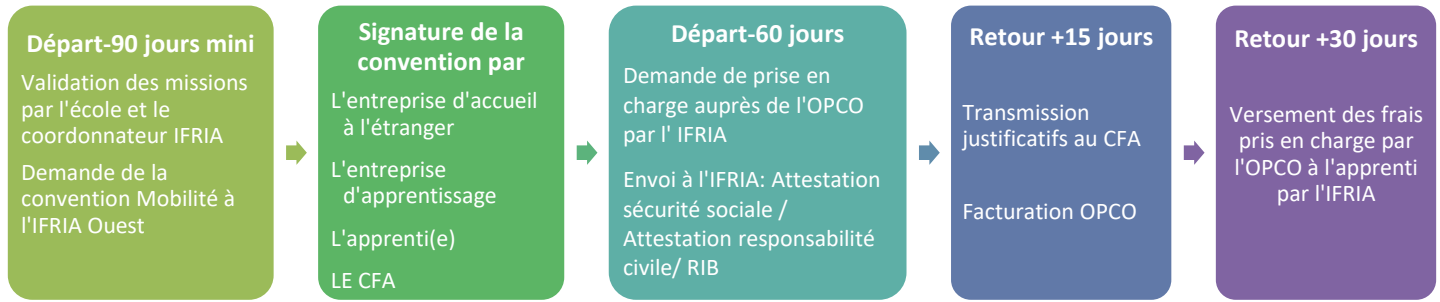 Départ-90 jours mini
Validation des missions
par l'école et le
coordonnateur IFRIA
Demande de la
convention Mobilité à
l'IFRIA Ouest
Signature de la
convention par
L'entreprise d'accueil
à l'étranger
L'entreprise
d'apprentissage
L'apprenti(e)
LE CFA
Départ-60 jours
Demande de prise en
charge auprès de l'OPCO
par l' IFRIA
Envoi à l'IFRIA: Attestation
sécurité sociale /
Attestation responsabilité
civile/ RIB
Retour +15 jours
Transmission
justificatifs au CFA
Facturation OPCO
Retour +30 jours
Versement des frais
pris en charge par
l'OPCO à l'apprenti
par l'IFRIA